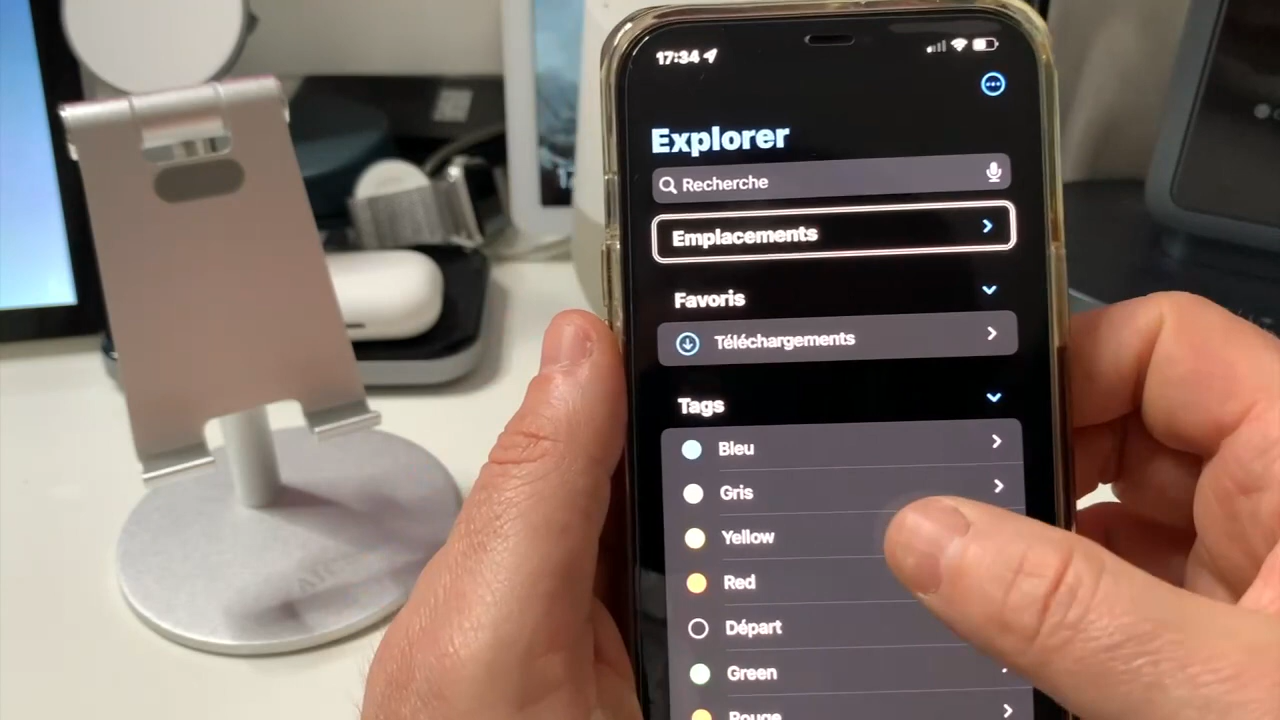 17:34
Explorer
Recherche
Emplacements
Favoris
Téléchargements
Tags
Bleu
Gris
Yellow
Red
Départ
Green
Rouge